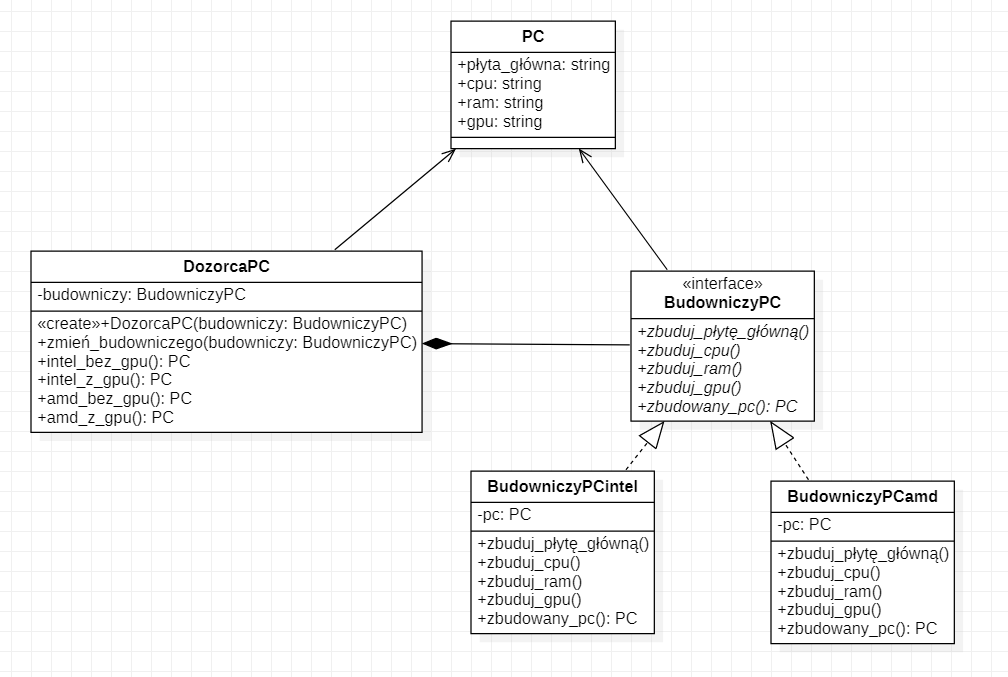 PC
+płyta_główna: string
+cpu: string
+ram: string
+gpu: string
DozorcaPC
-budowniczy: BudowniczyPC
«create»+DozorcaPC(budowniczy: BudowniczyPC)
+zmień_budowniczego(budowniczy: BudowniczyPC)
+intel_bez_gpu(): PC
+intel_z_gpu(): PC
+amd_bez_gpu(): PC
+amd_z_gpu(): PC
«interface»
BudowniczyPC
+zbuduj_płytę_główną()
+zbuduj_cpu()
+zbuduj_ram()
+zbuduj_gpu()
+zbudowany_pc(): PC
BudowniczyPCintel
-pc: PC
+zbuduj_płytę_główną()
+zbuduj_cpu()
+zbuduj_ram()
+zbuduj_gpu()
+zbudowany_pc(): PC
BudowniczyPCamd
-pc: PC
+zbuduj_płytę_główną()
+zbuduj_cpu()
+zbuduj_ram()
+zbuduj_gpu()
+zbudowany_pc(): PC